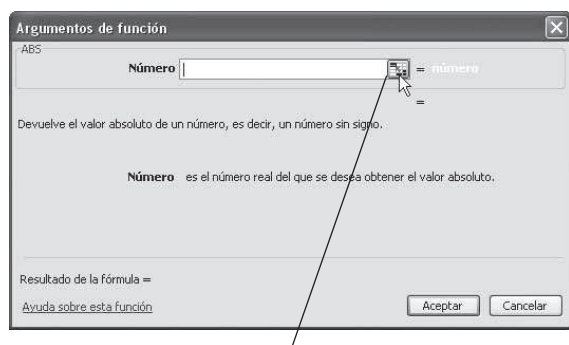 Argumentos de función
ABS
Número = número
=
Devuelve el valor absoluto de un número, es decir, un número sin signo.
Número es el número real del que se desea obtener el valor absoluto.
Resultado de la fórmula =
Ayuda sobre esta función
Aceptar
Cancelar